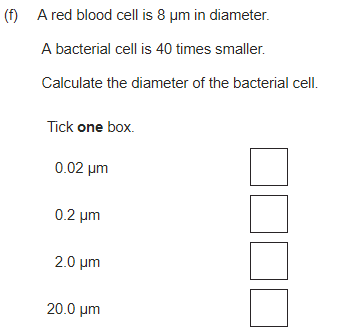 (f) A red blood cell is 8 µm in diameter.
A bacterial cell is 40 times smaller.
Calculate the diameter of the bacterial cell.
Tick one box.
0.02 µm
0.2 µm
2.0 µm
20.0 µm